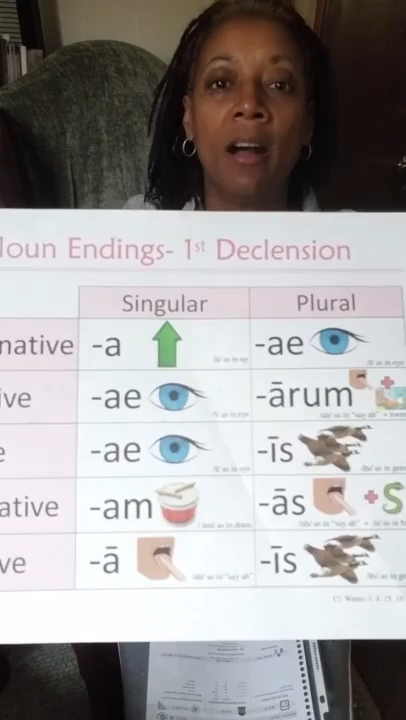 Noun Endings- 1st Declension
Singular Plural
native -a -ae
ive -ae -ārum
e -ae -īs
ative -am -ās +S
ve -ā -īs